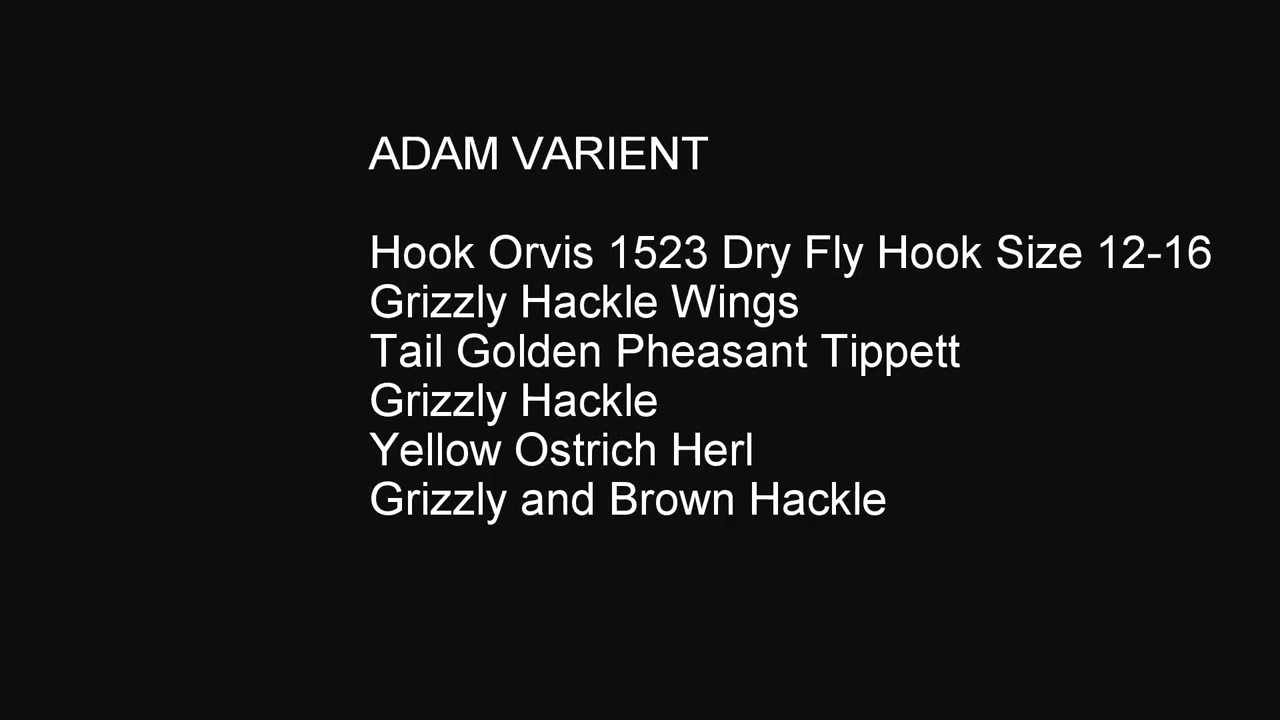 ADAM VARIENT
Hook Orvis 1523 Dry Fly Hook Size 12-16
Grizzly Hackle Wings
Tail Golden Pheasant Tippett
Grizzly Hackle
Yellow Ostrich Herl
Grizzly and Brown Hackle